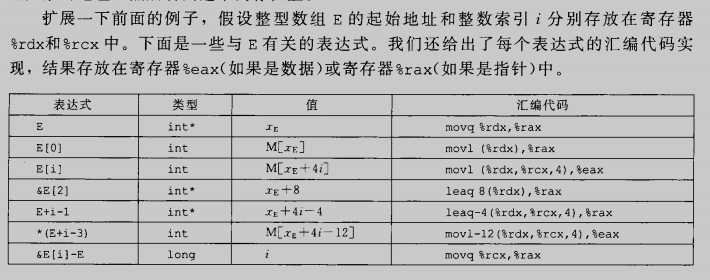 扩展一下前面的例子，假设整型数组 E 的起始地址和整数索引 i 分别存放在寄存器
%rdx和%rcx 中。下面是一些与 E 有关的表达式。我们还给出了每个表达式的汇编代码实
现，结果存放在寄存器%eax(如果是数据)或寄存器%rax(如果是指针)中。
表达式 类型 值 汇编代码
E int* xE movq %rdx,%rax
E[0] int M[xE] movl (%rdx),%rax
E[i] int M[xE+4i] movl (%rdx,%rcx,4),%eax
&E[2] int* xE+8 leaq 8(%rdx),%rax
E+i-1 int* xE+4i-4 leaq-4(%rdx,%rcx,4),%rax
*(E+i-3) int M[xE+4i-12] movl-12(%rdx,%rcx,4),%eax
&E[i]-E long i movq %rcx,%rax